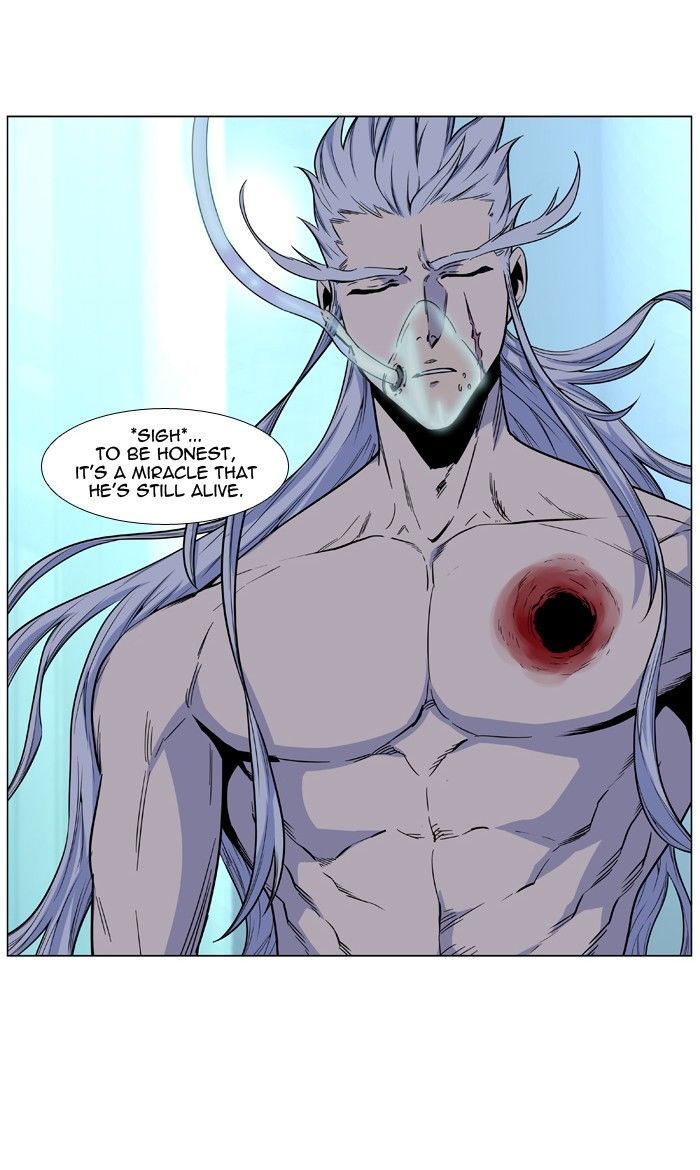 *SIGH*...
TO BE HONEST,
IT'S A MIRACLE THAT
HE'S STILL ALIVE.